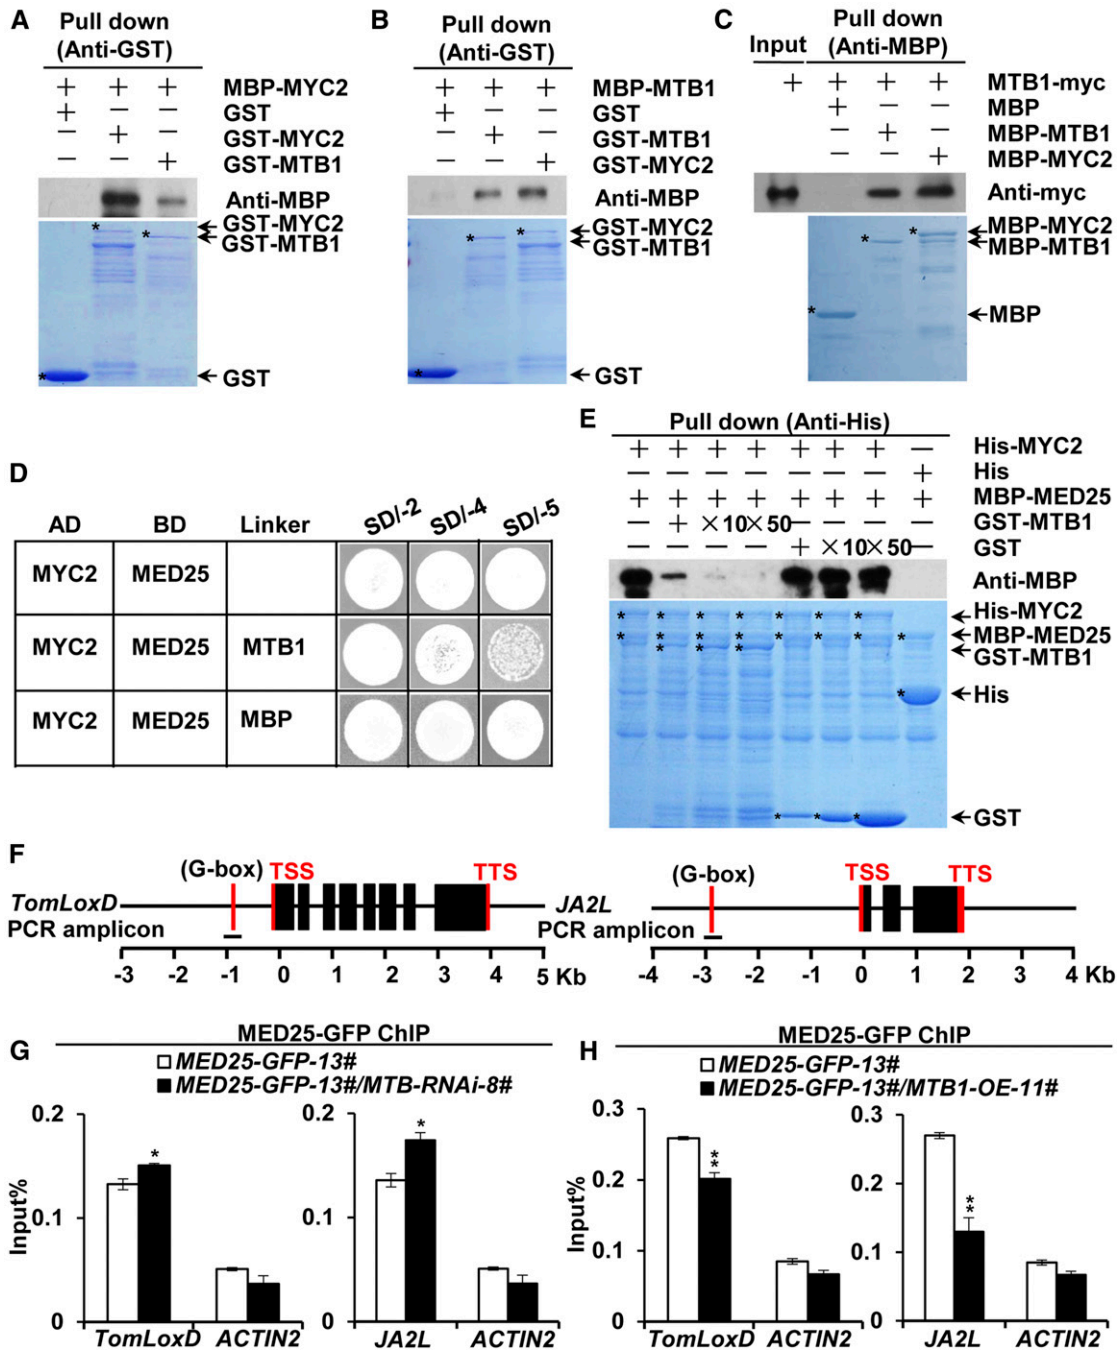 A
Pull down
(Anti-GST)
+ + + MBP-MYC2
+ — — GST
— + — GST-MYC2
— — + GST-MTB1
Anti-MBP
* GST-MYC2
* GST-MTB1
* GST
B
Pull down
(Anti-GST)
+ + + MBP-MTB1
+ — — GST
— + — GST-MTB1
— — + GST-MYC2
Anti-MBP
* GST-MYC2
* GST-MTB1
* GST
C
Pull down
Input (Anti-MBP)
+ + + + MTB1-myc
+ — — MBP
— + — MBP-MTB1
— — + MBP-MYC2
Anti-myc
* MBP-MYC2
* MBP-MTB1
* MBP
D
AD BD Linker SD/-2 SD/-4 SD/-5
MYC2 MED25
MYC2 MED25 MTB1
MYC2 MED25 MBP
E
Pull down (Anti-His)
+ + + + + + + — His-MYC2
— — — — — — — + His
+ + + + + + + + MBP-MED25
— + ×10 ×50 — — — — GST-MTB1
— — — — + ×10 ×50 — GST
Anti-MBP
* * * * * * * His-MYC2
* * * * * * * * MBP-MED25
* * * GST-MTB1
* His
* * * GST
F
(G-box) TSS TTS
TomLoxD
PCR amplicon
-3 -2 -1 0 1 2 3 4 5 Kb
(G-box) TSS TTS
JA2L
PCR amplicon
-4 -3 -2 -1 0 1 2 3 4 Kb
G
MED25-GFP ChIP
MED25-GFP-13#
MED25-GFP-13#/MTB-RNAi-8#
Input%
0.2
0.1
0
*
TomLoxD ACTIN2
0.2
0.1
0
*
JA2L ACTIN2
H
MED25-GFP ChIP
MED25-GFP-13#
MED25-GFP-13#/MTB1-OE-11#
Input%
0.3
0.2
0.1
0
**
TomLoxD ACTIN2
0.3
0.2
0.1
0
**
JA2L ACTIN2